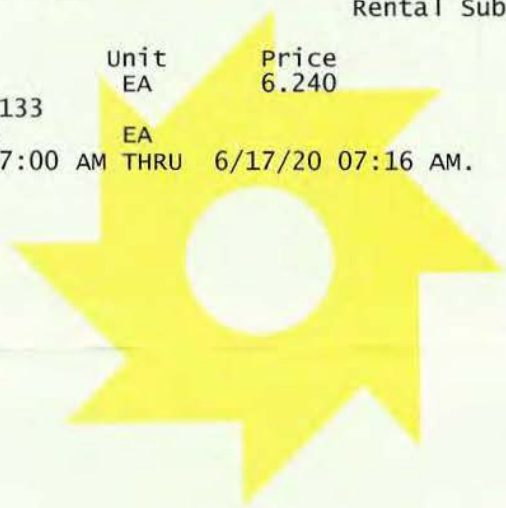 Rental Sub
Unit Price
EA 6.240
133
EA
7:00 AM THRU 6/17/20 07:16 AM.